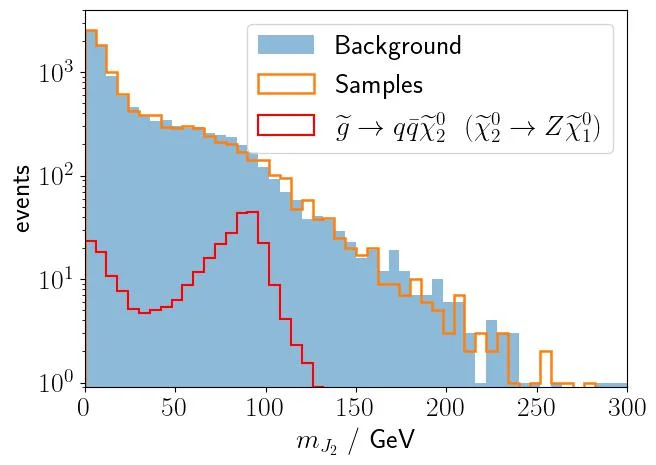 Background
Samples
g̃ → qq̄χ̃⁰₂ (χ̃⁰₂ → Zχ̃⁰₁)
events
10³
10²
10¹
10⁰
0 50 100 150 200 250 300
m_{J₂} / GeV